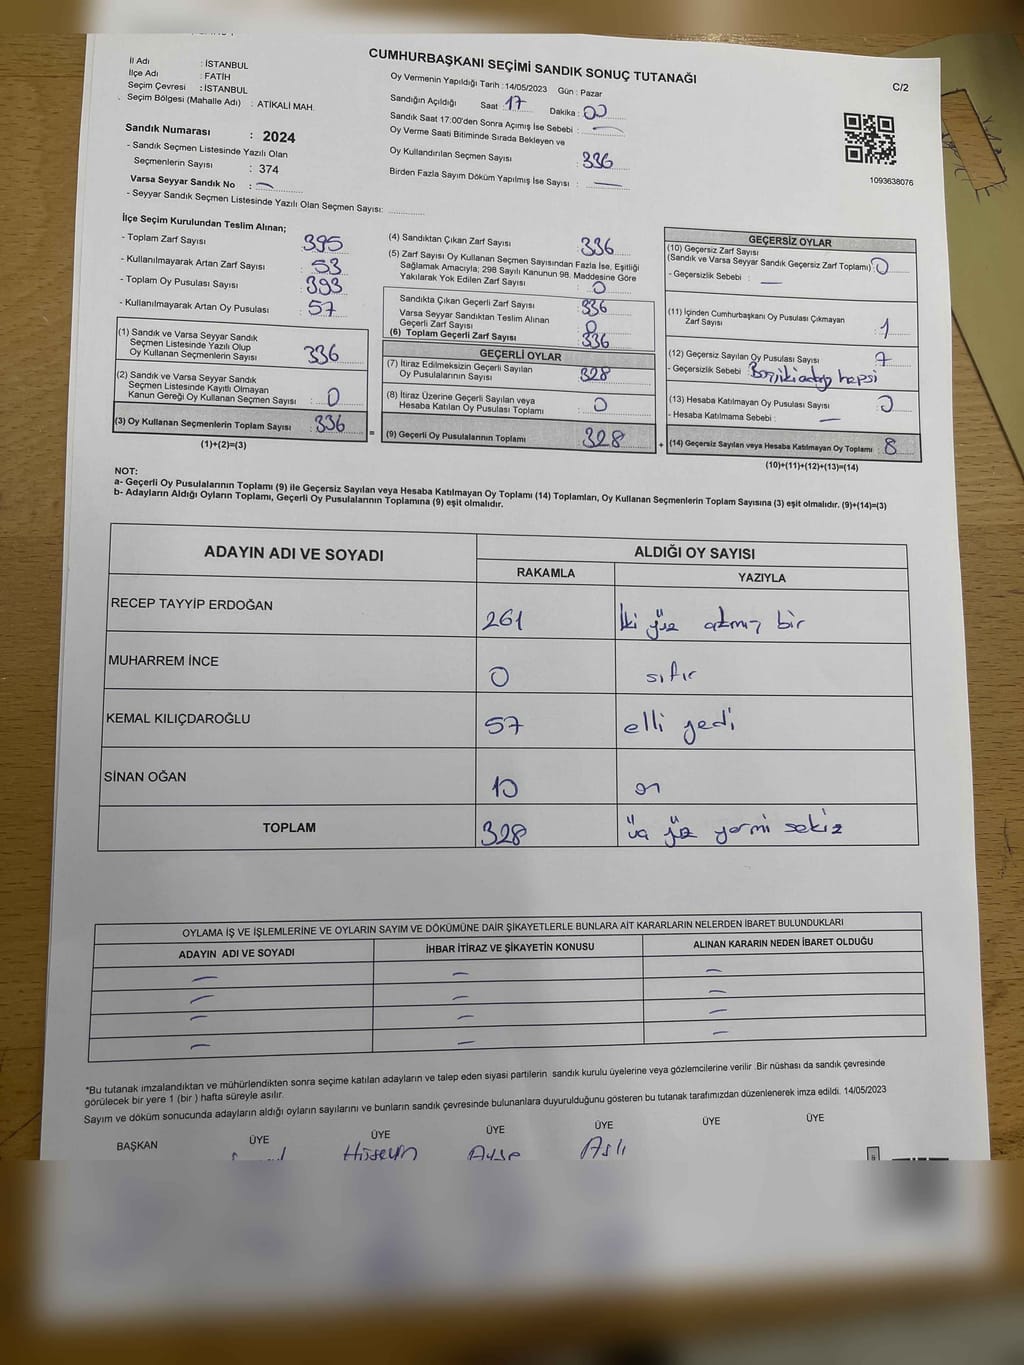 CUMHURBAŞKANI SEÇİMİ SANDIK SONUÇ TUTANAĞI
C/2
İl Adı : İSTANBUL
İlçe Adı : FATİH
Seçim Çevresi : İSTANBUL
Seçim Bölgesi (Mahalle Adı) : ATİKALİ MAH.
Sandık Numarası : 2024
- Sandık Seçmen Listesinde Yazılı Olan
Seçmenlerin Sayısı : 374
Varsa Seyyar Sandık No : —
- Seyyar Sandık Seçmen Listesinde Yazılı Olan Seçmen Sayısı:
Oy Vermenin Yapıldığı Tarih : 14/05/2023 Gün : Pazar
Sandığın Açıldığı Saat : 17 Dakika : 00
Sandık Saat 17:00'den Sonra Açımış İse Sebebi : —
Oy Verme Saati Bitiminde Sırada Bekleyen ve
Oy Kullandırılan Seçmen Sayısı : 336
Birden Fazla Sayım Döküm Yapılmış İse Sayısı : —
1093638076
İlçe Seçim Kurulundan Teslim Alınan;
- Toplam Zarf Sayısı : 395
- Kullanılmayarak Artan Zarf Sayısı : 53
- Toplam Oy Pusulası Sayısı : 393
- Kullanılmayarak Artan Oy Pusulası : 57
(1) Sandık ve Varsa Seyyar Sandık
Seçmen Listesinde Yazılı Olup
Oy Kullanan Seçmenlerin Sayısı : 336
(2) Sandık ve Varsa Seyyar Sandık
Seçmen Listesinde Kayıtlı Olmayan
Kanun Gereği Oy Kullanan Seçmen Sayısı : 0
(3) Oy Kullanan Seçmenlerin Toplam Sayısı : 336
(1)+(2)=(3)
=
(4) Sandıktan Çıkan Zarf Sayısı : 336
(5) Zarf Sayısı Oy Kullanan Seçmen Sayısından Fazla İse, Eşitliği
Sağlamak Amacıyla; 298 Sayılı Kanunun 98. Maddesine Göre
Yakılarak Yok Edilen Zarf Sayısı : 0
Sandıkta Çıkan Geçerli Zarf Sayısı : 336
Varsa Seyyar Sandıktan Teslim Alınan
Geçerli Zarf Sayısı : 0
(6) Toplam Geçerli Zarf Sayısı : 336
GEÇERLİ OYLAR
(7) İtiraz Edilmeksizin Geçerli Sayılan
Oy Pusulalarının Sayısı : 328
(8) İtiraz Üzerine Geçerli Sayılan veya
Hesaba Katılan Oy Pusulası Toplamı : 0
(9) Geçerli Oy Pusulalarının Toplamı : 328
+
GEÇERSİZ OYLAR
(10) Geçersiz Zarf Sayısı
(Sandık ve Varsa Seyyar Sandık Geçersiz Zarf Toplamı) : 0
- Geçersizlik Sebebi : —
(11) İçinden Cumhurbaşkanı Oy Pusulası Çıkmayan
Zarf Sayısı : 1
(12) Geçersiz Sayılan Oy Pusulası Sayısı : 7
- Geçersizlik Sebebi : hepsi
(13) Hesaba Katılmayan Oy Pusulası Sayısı : 0
- Hesaba Katılmama Sebebi : —
(14) Geçersiz Sayılan veya Hesaba Katılmayan Oy Toplamı : 8
(10)+(11)+(12)+(13)=(14)
NOT:
a- Geçerli Oy Pusulalarının Toplamı (9) ile Geçersiz Sayılan veya Hesaba Katılmayan Oy Toplamı (14) Toplamları, Oy Kullanan Seçmenlerin Toplam Sayısına (3) eşit olmalıdır. (9)+(14)=(3)
b- Adayların Aldığı Oyların Toplamı, Geçerli Oy Pusulalarının Toplamına (9) eşit olmalıdır.
ADAYIN ADI VE SOYADI ALDIĞI OY SAYISI
RAKAMLA YAZIYLA
RECEP TAYYİP ERDOĞAN 261 İki yüz atmış bir
MUHARREM İNCE 0 sıfır
KEMAL KILIÇDAROĞLU 57 elli yedi
SİNAN OĞAN 10 on
TOPLAM 328 üç yüz yirmi sekiz
OYLAMA İŞ VE İŞLEMLERİNE VE OYLARIN SAYIM VE DÖKÜMÜNE DAİR ŞİKAYETLERLE BUNLARA AİT KARARLARIN NELERDEN İBARET BULUNDUKLARI
ADAYIN ADI VE SOYADI İHBAR İTİRAZ VE ŞİKAYETİN KONUSU ALINAN KARARIN NEDEN İBARET OLDUĞU
— — —
— — —
— — —
— — —
*Bu tutanak imzalandıktan ve mühürlendikten sonra seçime katılan adayların ve talep eden siyasi partilerin sandık kurulu üyelerine veya gözlemcilerine verilir .Bir nüshası da sandık çevresinde
görülecek bir yere 1 (bir ) hafta süreyle asılır.
Sayım ve döküm sonucunda adayların aldığı oyların sayılarını ve bunların sandık çevresinde bulunanlara duyurulduğunu gösteren bu tutanak tarafımızdan düzenlenerek imza edildi. 14/05/2023
BAŞKAN ÜYE ÜYE ÜYE ÜYE ÜYE ÜYE
Hüseyin Ayşe Aslı